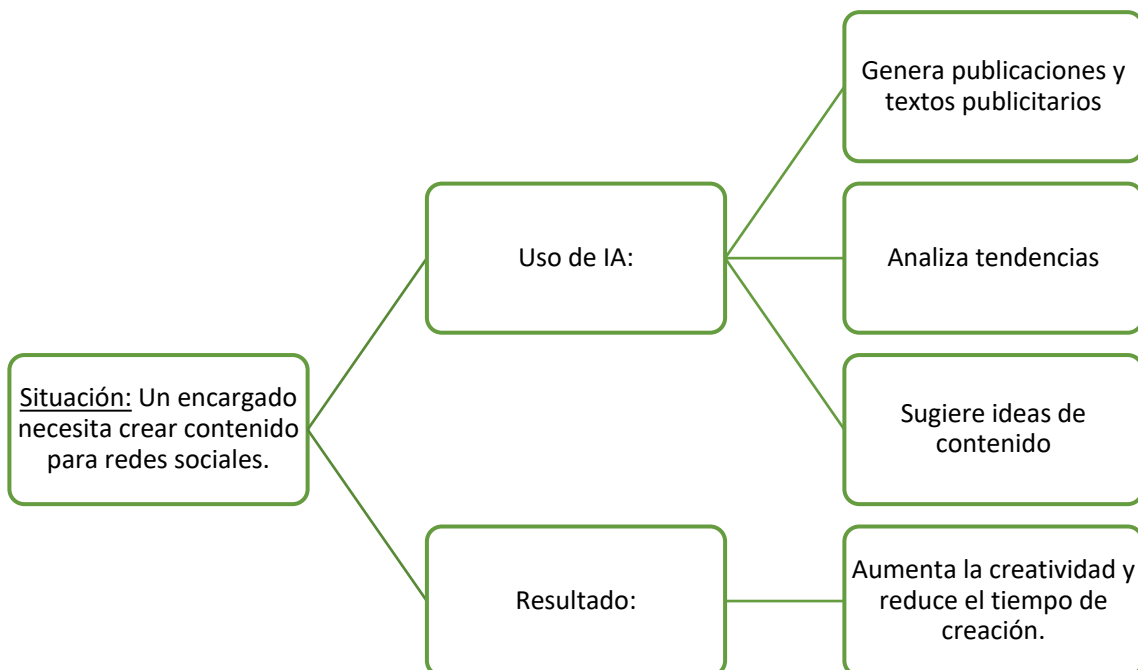 Genera publicaciones y
textos publicitarios
Uso de IA:
Analiza tendencias
Situación: Un encargado
necesita crear contenido
para redes sociales.
Sugiere ideas de
contenido
Resultado:
Aumenta la creatividad y
reduce el tiempo de
creación.